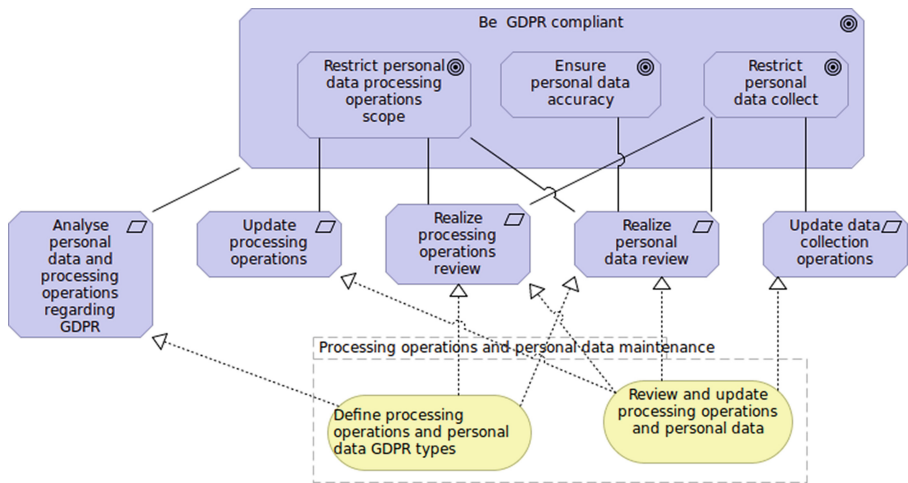 Be GDPR compliant
Restrict personal
data processing
operations
scope
Ensure
personal data
accuracy
Restrict
personal
data collect
Analyse
personal
data and
processing
operations
regarding
GDPR
Update
processing
operations
Realize
processing
operations
review
Realize
personal
data review
Update data
collection
operations
Processing operations and personal data maintenance
Define processing
operations and personal
data GDPR types
Review and update
processing operations
and personal data